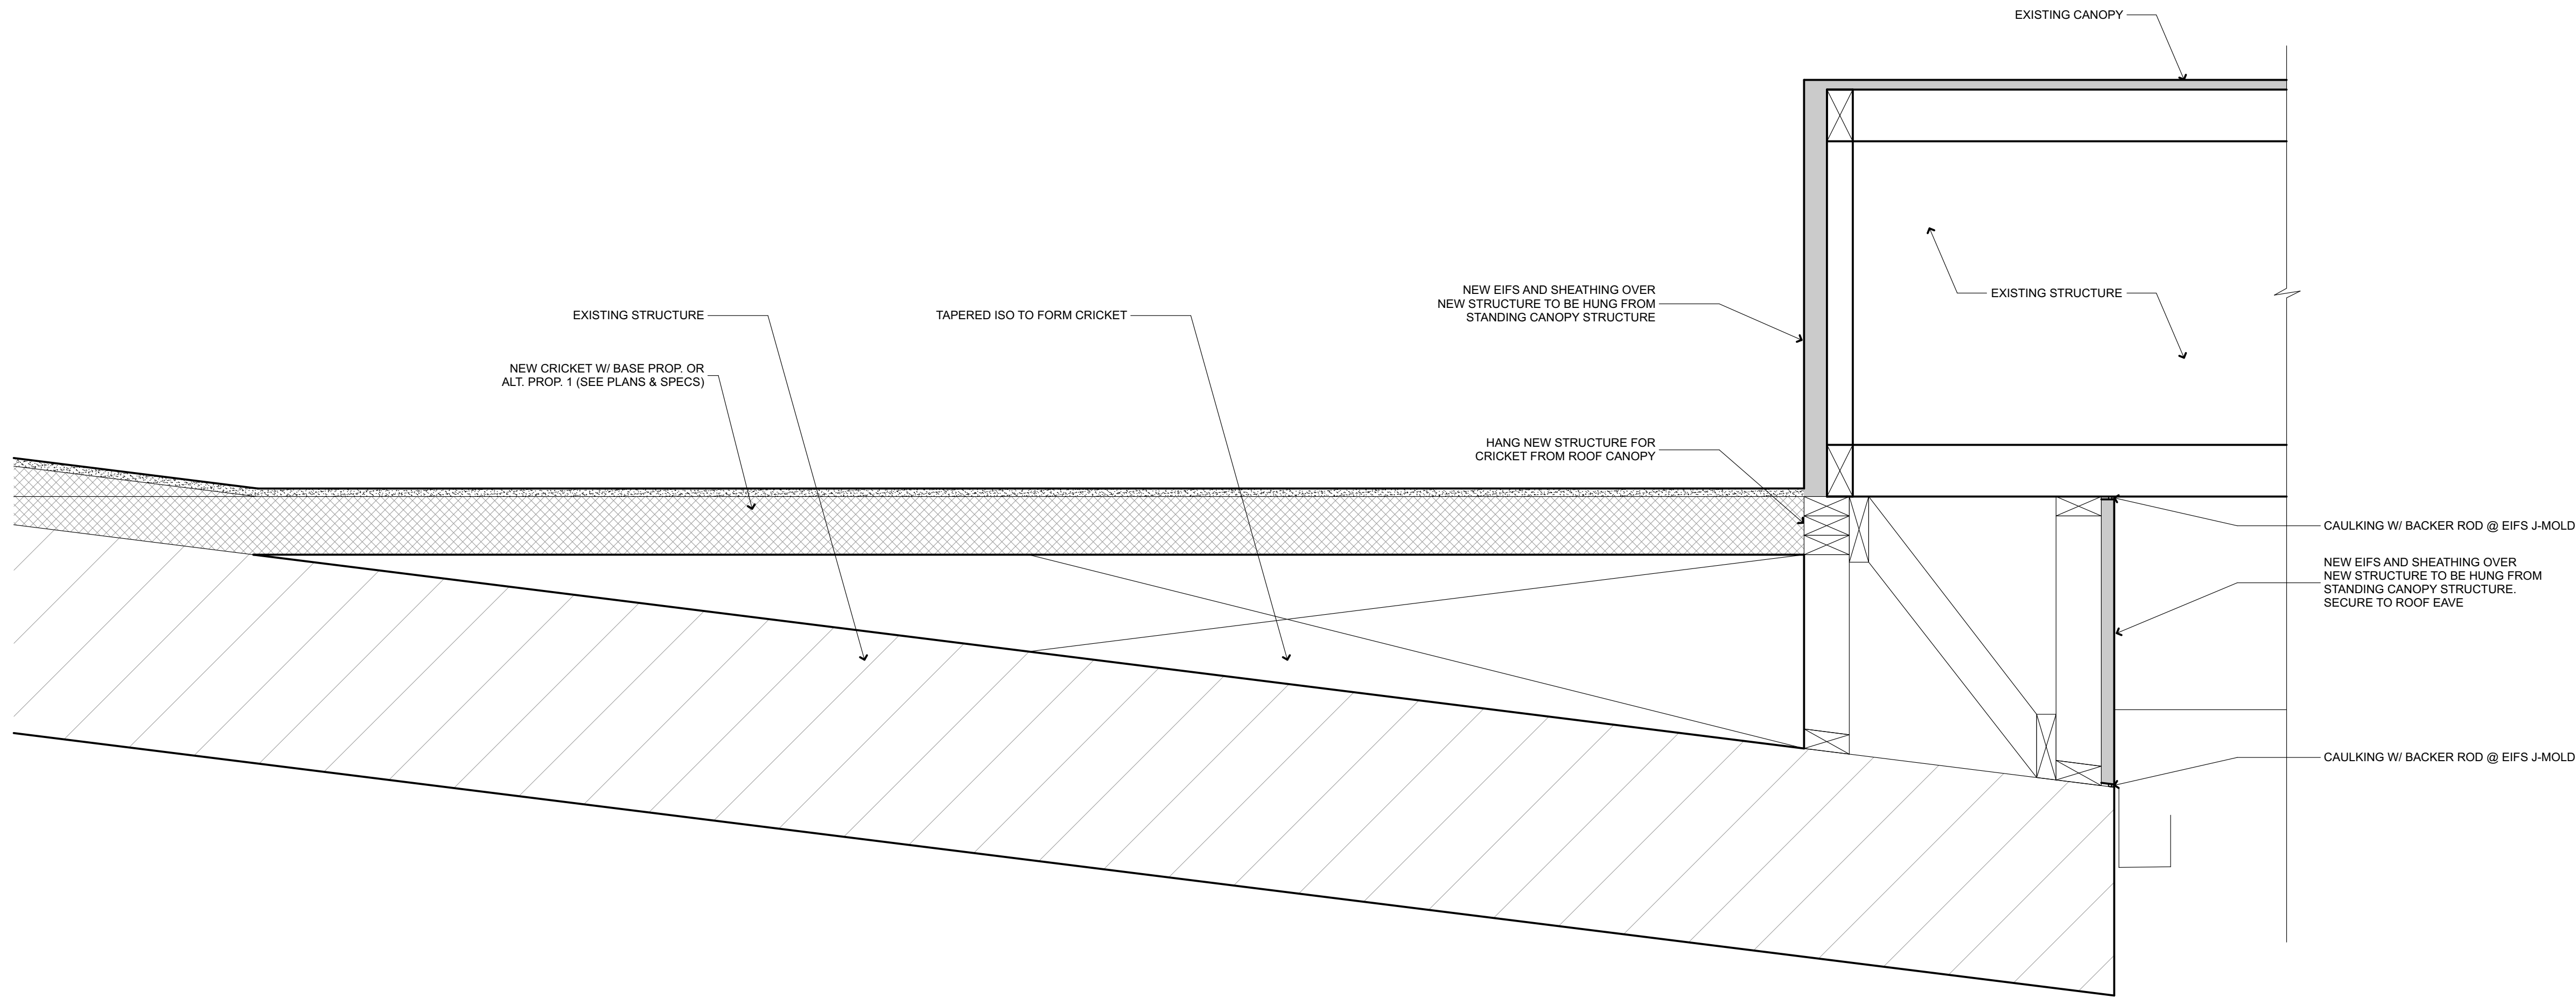 EXISTING CANOPY
NEW EIFS AND SHEATHING OVER
NEW STRUCTURE TO BE HUNG FROM
STANDING CANOPY STRUCTURE
EXISTING STRUCTURE
EXISTING STRUCTURE
TAPERED ISO TO FORM CRICKET
NEW CRICKET W/ BASE PROP. OR
ALT. PROP. 1 (SEE PLANS & SPECS)
HANG NEW STRUCTURE FOR
CRICKET FROM ROOF CANOPY
CAULKING W/ BACKER ROD @ EIFS J-MOLD
NEW EIFS AND SHEATHING OVER
NEW STRUCTURE TO BE HUNG FROM
STANDING CANOPY STRUCTURE.
SECURE TO ROOF EAVE
CAULKING W/ BACKER ROD @ EIFS J-MOLD